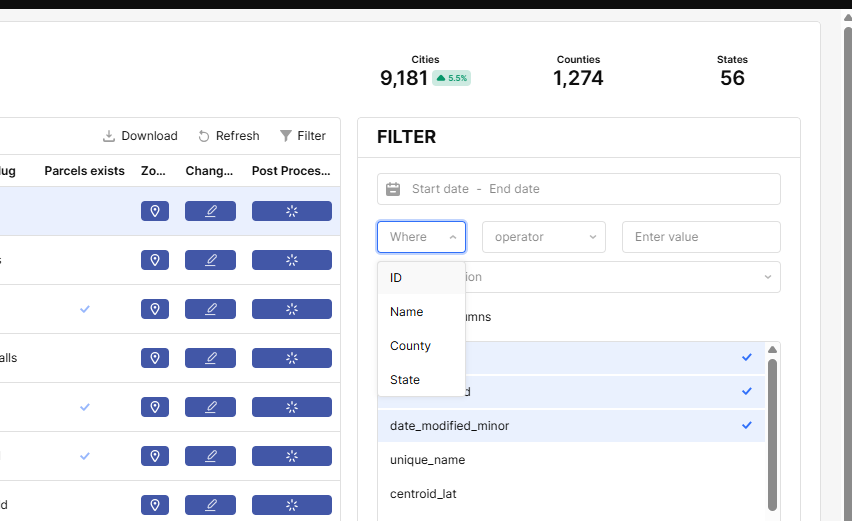 Cities Counties States
9,181 5.5% 1,274 56
Download Refresh Filter
FILTER
lug Parcels exists Zo... Chang... Post Proces...
Start date - End date
Where operator Enter value
ID
ion
Name
umns
County
State
d
alls
date_modified_minor
unique_name
centroid_lat
d